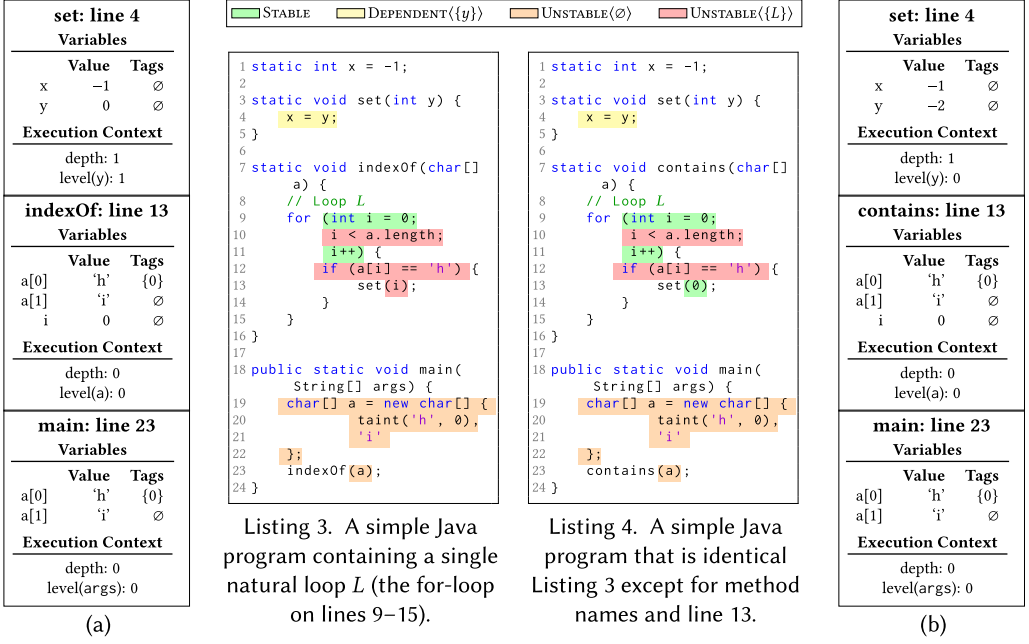 STABLE DEPENDENT⟨{y}⟩ UNSTABLE⟨∅⟩ UNSTABLE⟨{L}⟩
set: line 4
Variables
Value Tags
x −1 ∅
y 0 ∅
Execution Context
depth: 1
level(y): 1
indexOf: line 13
Variables
Value Tags
a[0] ‘h’ {0}
a[1] ‘i’ ∅
i 0 ∅
Execution Context
depth: 0
level(a): 0
main: line 23
Variables
Value Tags
a[0] ‘h’ {0}
a[1] ‘i’ ∅
Execution Context
depth: 0
level(args): 0
(a)
1 static int x = -1;
2
3 static void set(int y) {
4 x = y;
5 }
6
7 static void indexOf(char[]
a) {
8 // Loop L
9 for (int i = 0;
10 i < a.length;
11 i++) {
12 if (a[i] == 'h') {
13 set(i);
14 }
15 }
16 }
17
18 public static void main(
String[] args) {
19 char[] a = new char[] {
20 taint('h', 0),
21 'i'
22 };
23 indexOf(a);
24 }
Listing 3. A simple Java
program containing a single
natural loop L (the for-loop
on lines 9–15).
1 static int x = -1;
2
3 static void set(int y) {
4 x = y;
5 }
6
7 static void contains(char[]
a) {
8 // Loop L
9 for (int i = 0;
10 i < a.length;
11 i++) {
12 if (a[i] == 'h') {
13 set(0);
14 }
15 }
16 }
17
18 public static void main(
String[] args) {
19 char[] a = new char[] {
20 taint('h', 0),
21 'i'
22 };
23 contains(a);
24 }
Listing 4. A simple Java
program that is identical
Listing 3 except for method
names and line 13.
set: line 4
Variables
Value Tags
x −1 ∅
y −2 ∅
Execution Context
depth: 1
level(y): 0
contains: line 13
Variables
Value Tags
a[0] ‘h’ {0}
a[1] ‘i’ ∅
i 0 ∅
Execution Context
depth: 0
level(a): 0
main: line 23
Variables
Value Tags
a[0] ‘h’ {0}
a[1] ‘i’ ∅
Execution Context
depth: 0
level(args): 0
(b)